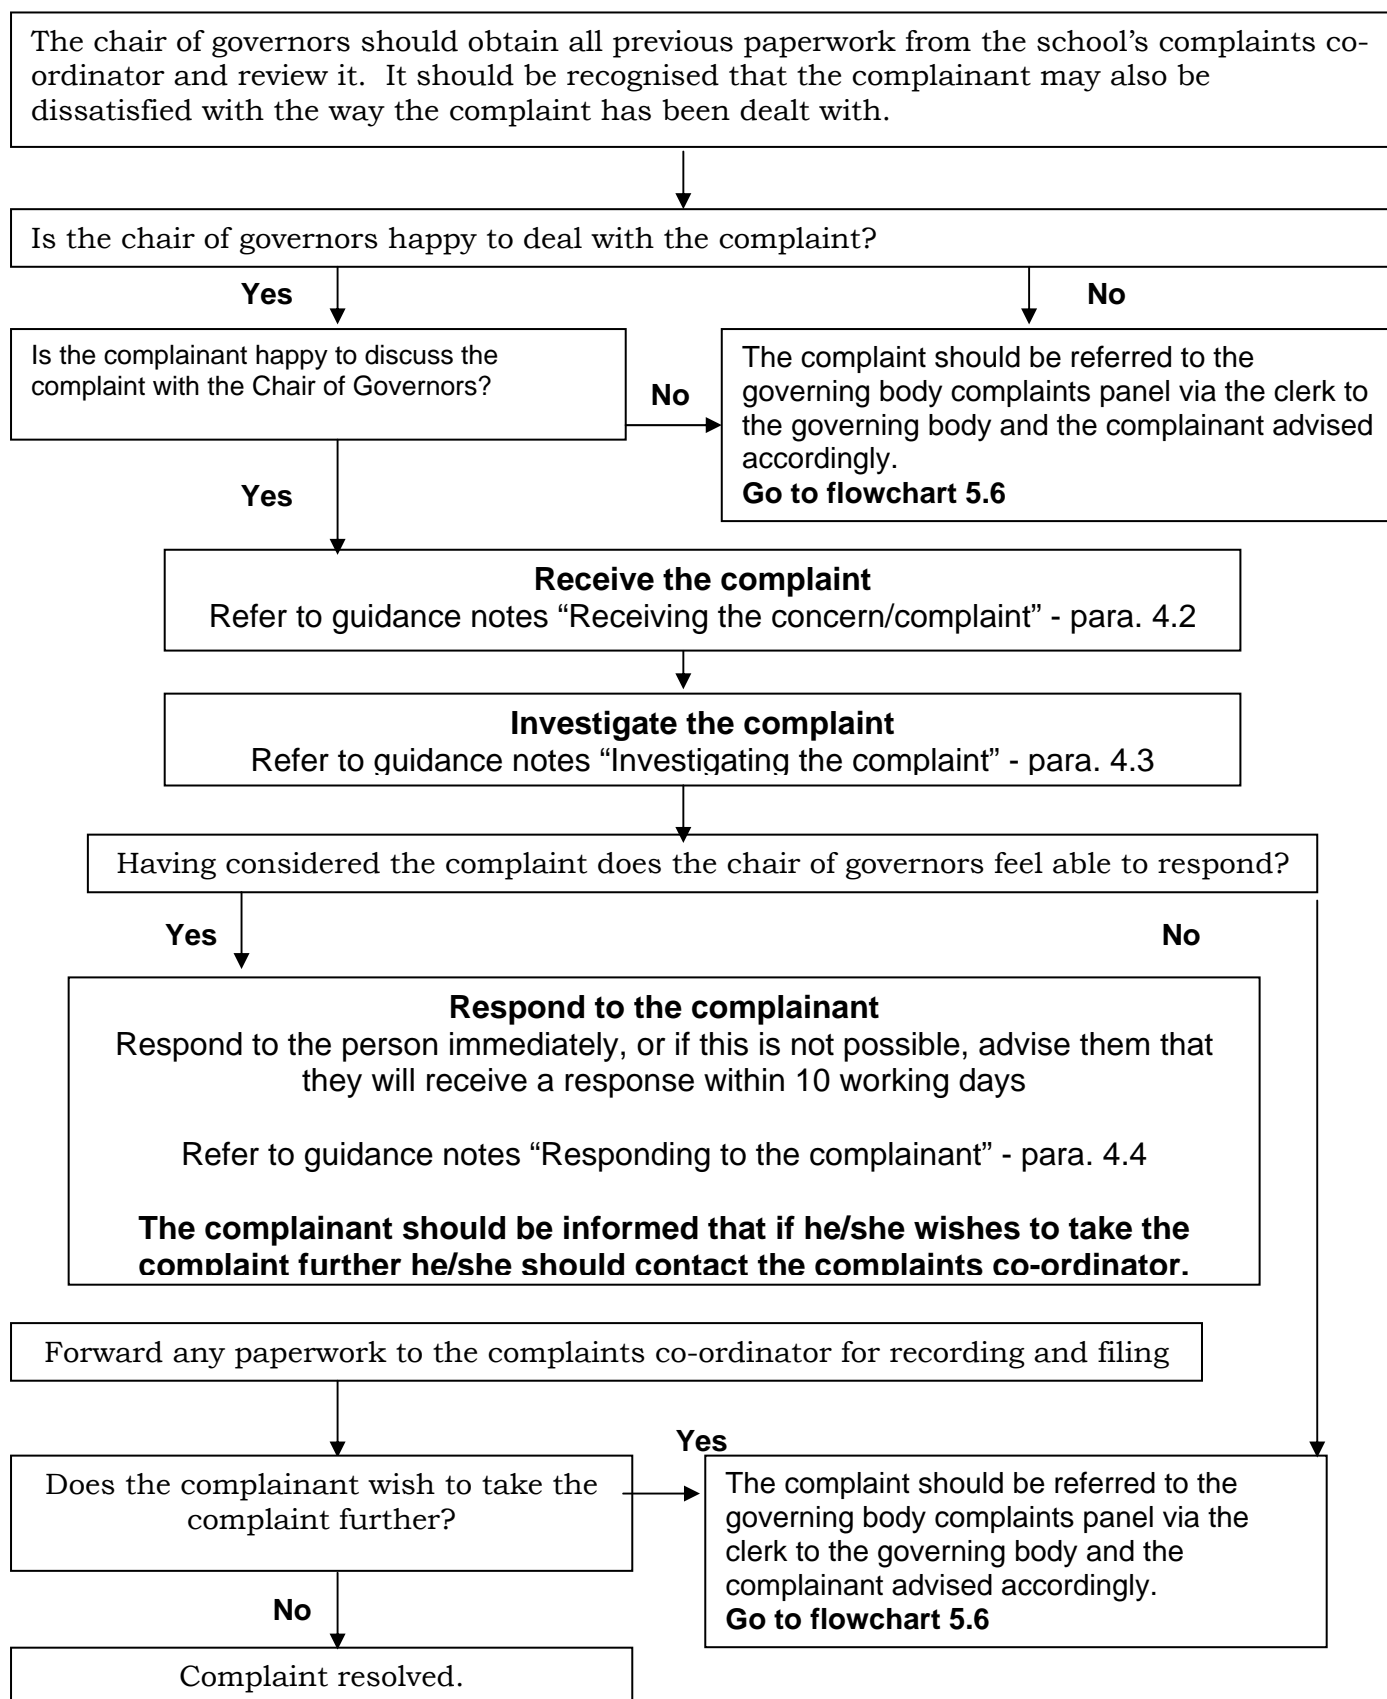 The chair of governors should obtain all previous paperwork from the school’s complaints co-
ordinator and review it.  It should be recognised that the complainant may also be
dissatisfied with the way the complaint has been dealt with.
Is the chair of governors happy to deal with the complaint?
Yes
No
Is the complainant happy to discuss the
complaint with the Chair of Governors?
No
The complaint should be referred to the
governing body complaints panel via the clerk to
the governing body and the complainant advised
accordingly.
Go to flowchart 5.6
Yes
Receive the complaint
Refer to guidance notes “Receiving the concern/complaint” - para. 4.2
Investigate the complaint
Refer to guidance notes “Investigating the complaint” - para. 4.3
Having considered the complaint does the chair of governors feel able to respond?
Yes
No
Respond to the complainant
Respond to the person immediately, or if this is not possible, advise them that
they will receive a response within 10 working days
Refer to guidance notes “Responding to the complainant” - para. 4.4
The complainant should be informed that if he/she wishes to take the
complaint further he/she should contact the complaints co-ordinator.
Forward any paperwork to the complaints co-ordinator for recording and filing
Does the complainant wish to take the
complaint further?
Yes
The complaint should be referred to the
governing body complaints panel via the
clerk to the governing body and the
complainant advised accordingly.
Go to flowchart 5.6
No
Complaint resolved.